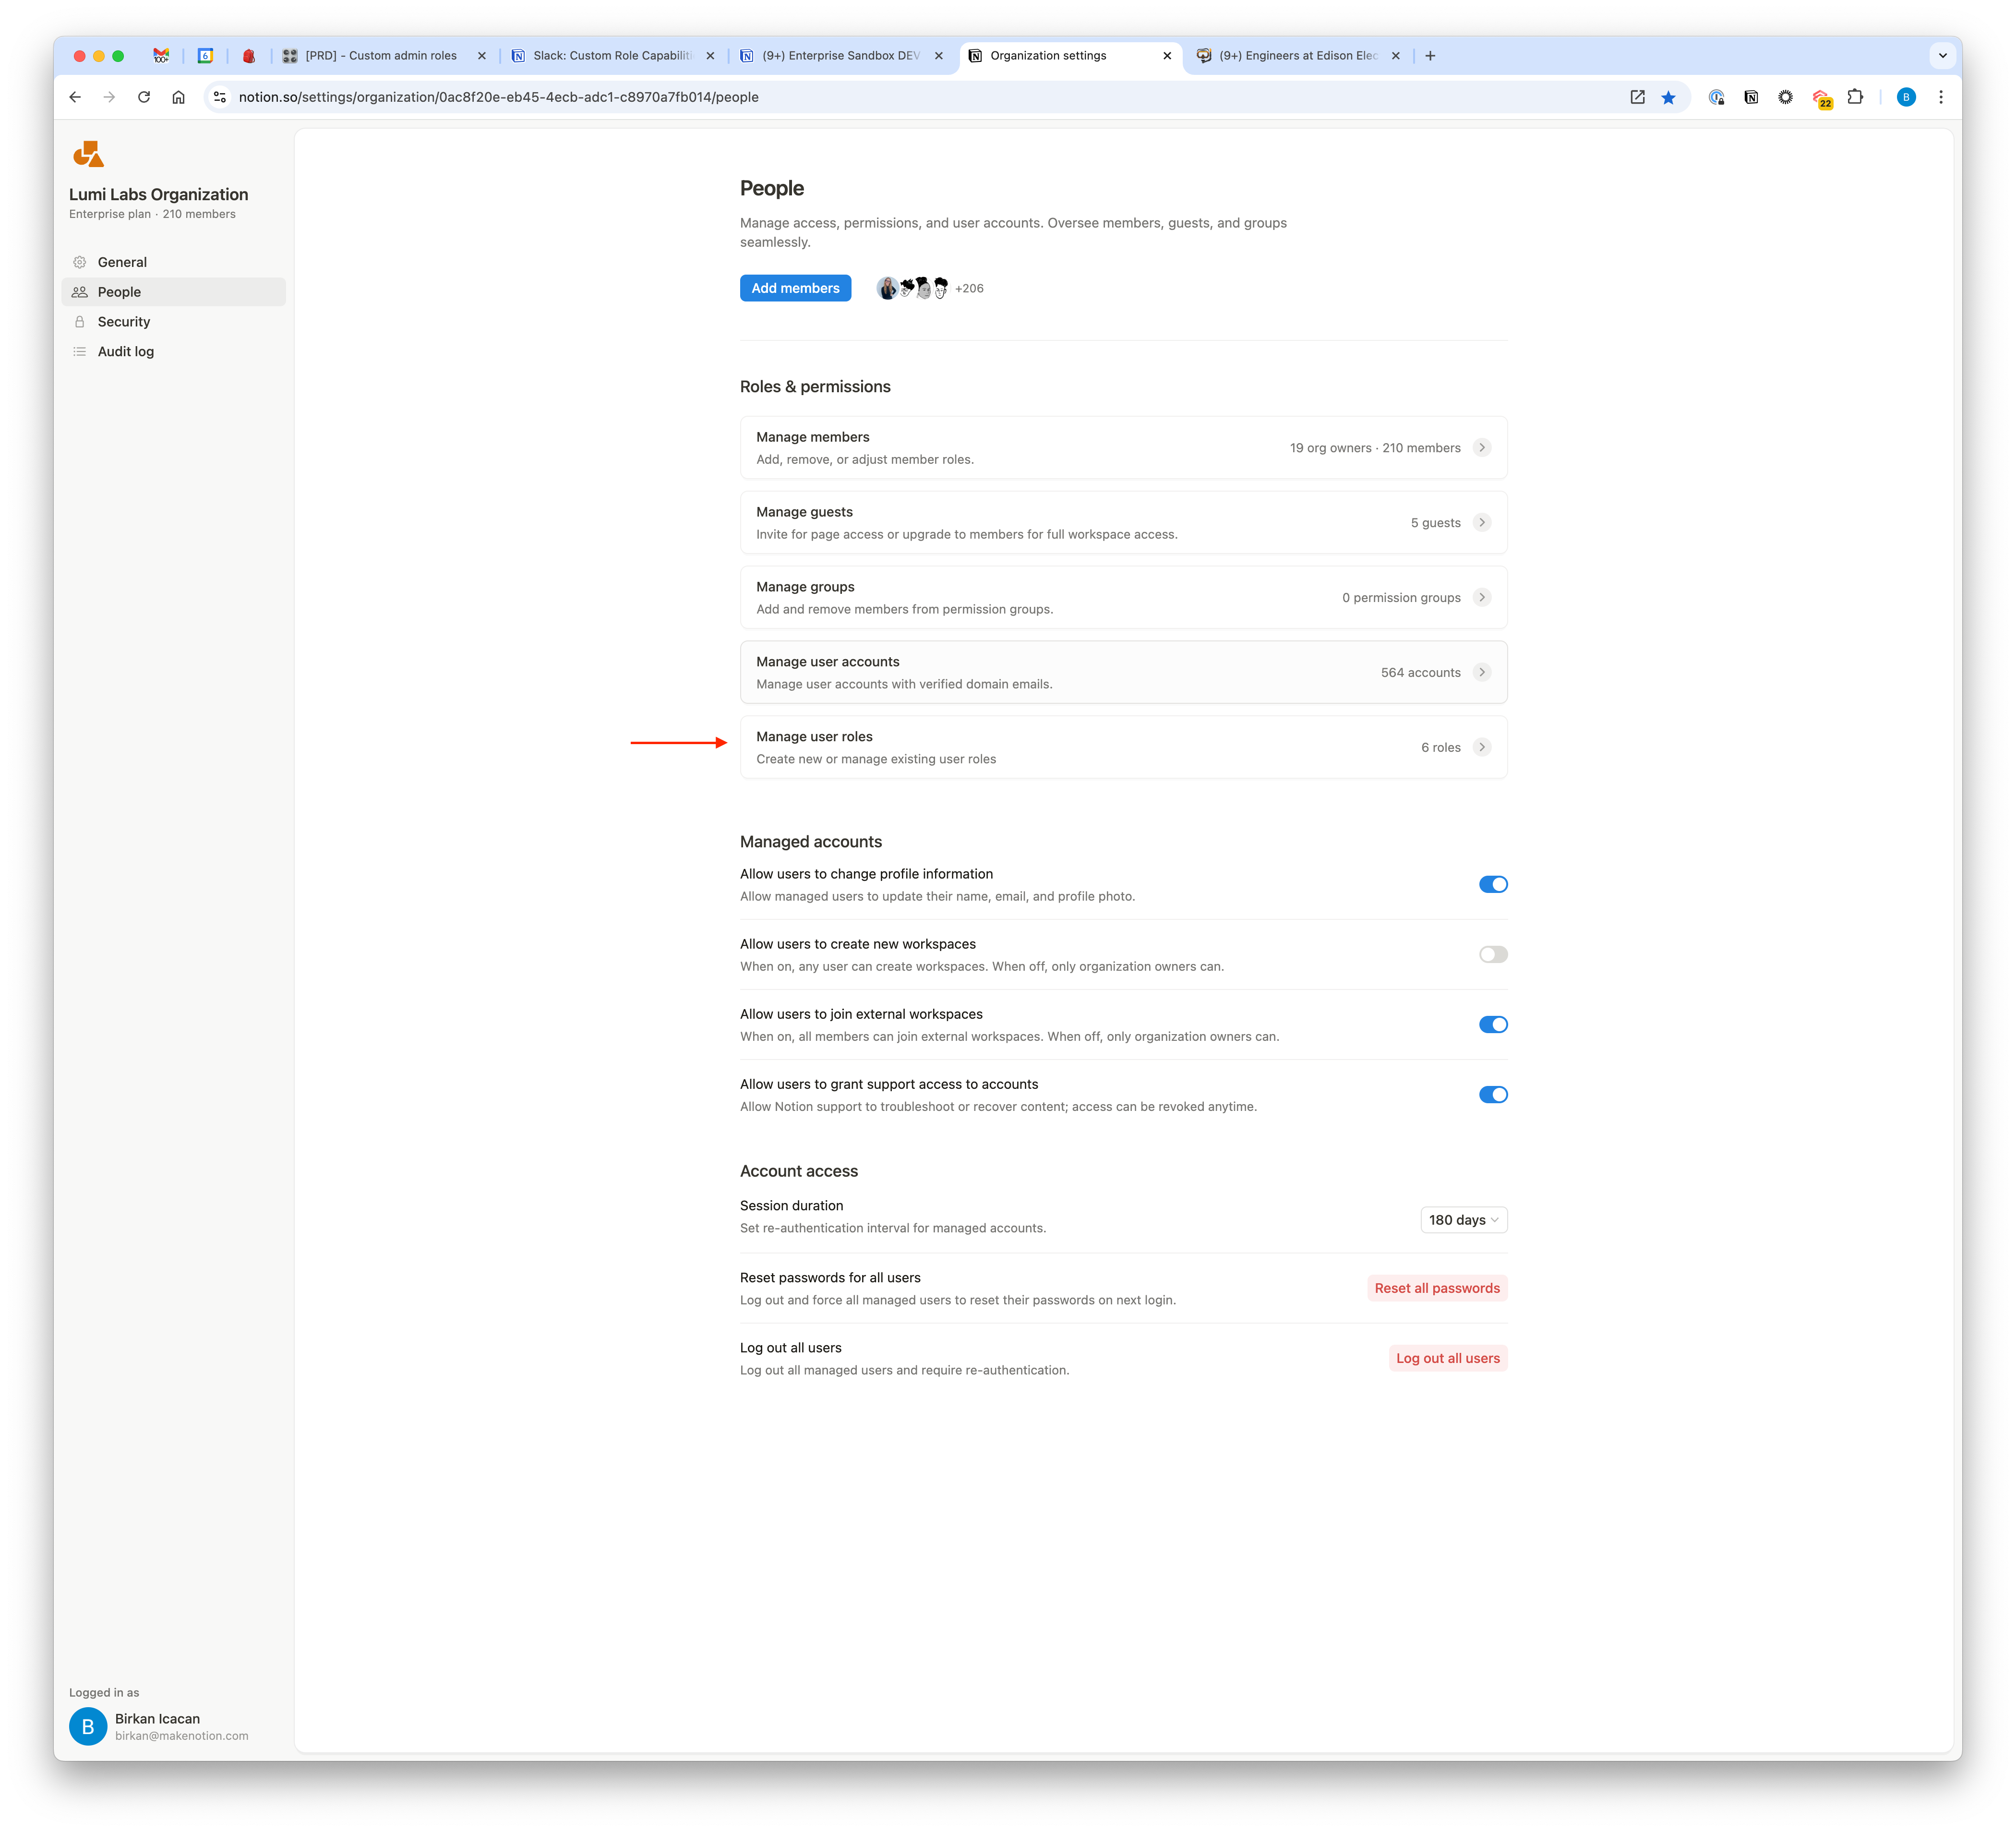 100+
6
[PRD] - Custom admin roles
Slack: Custom Role Capabiliti
(9+) Enterprise Sandbox DEV
Organization settings
(9+) Engineers at Edison Elec
notion.so/settings/organization/0ac8f20e-eb45-4ecb-adc1-c8970a7fb014/people
22
B
Lumi Labs Organization
Enterprise plan · 210 members
General
People
Security
Audit log
People
Manage access, permissions, and user accounts. Oversee members, guests, and groups
seamlessly.
Add members
+206
Roles & permissions
Manage members
Add, remove, or adjust member roles.
19 org owners · 210 members
Manage guests
Invite for page access or upgrade to members for full workspace access.
5 guests
Manage groups
Add and remove members from permission groups.
0 permission groups
Manage user accounts
Manage user accounts with verified domain emails.
564 accounts
Manage user roles
Create new or manage existing user roles
6 roles
Managed accounts
Allow users to change profile information
Allow managed users to update their name, email, and profile photo.
Allow users to create new workspaces
When on, any user can create workspaces. When off, only organization owners can.
Allow users to join external workspaces
When on, all members can join external workspaces. When off, only organization owners can.
Allow users to grant support access to accounts
Allow Notion support to troubleshoot or recover content; access can be revoked anytime.
Account access
Session duration
Set re-authentication interval for managed accounts.
180 days
Reset passwords for all users
Log out and force all managed users to reset their passwords on next login.
Reset all passwords
Log out all users
Log out all managed users and require re-authentication.
Log out all users
Logged in as
B
Birkan Icacan
birkan@makenotion.com